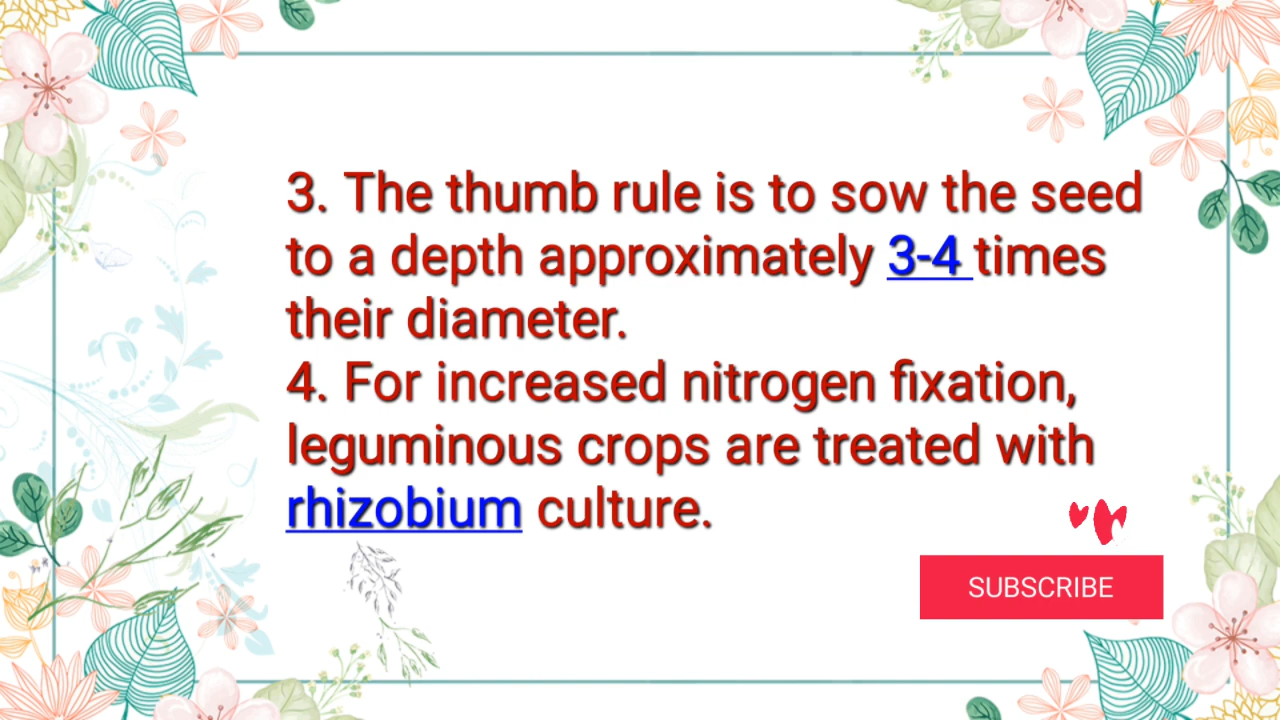 3. The thumb rule is to sow the seed
to a depth approximately 3-4 times
their diameter.
4. For increased nitrogen fixation,
leguminous crops are treated with
rhizobium culture.
SUBSCRIBE